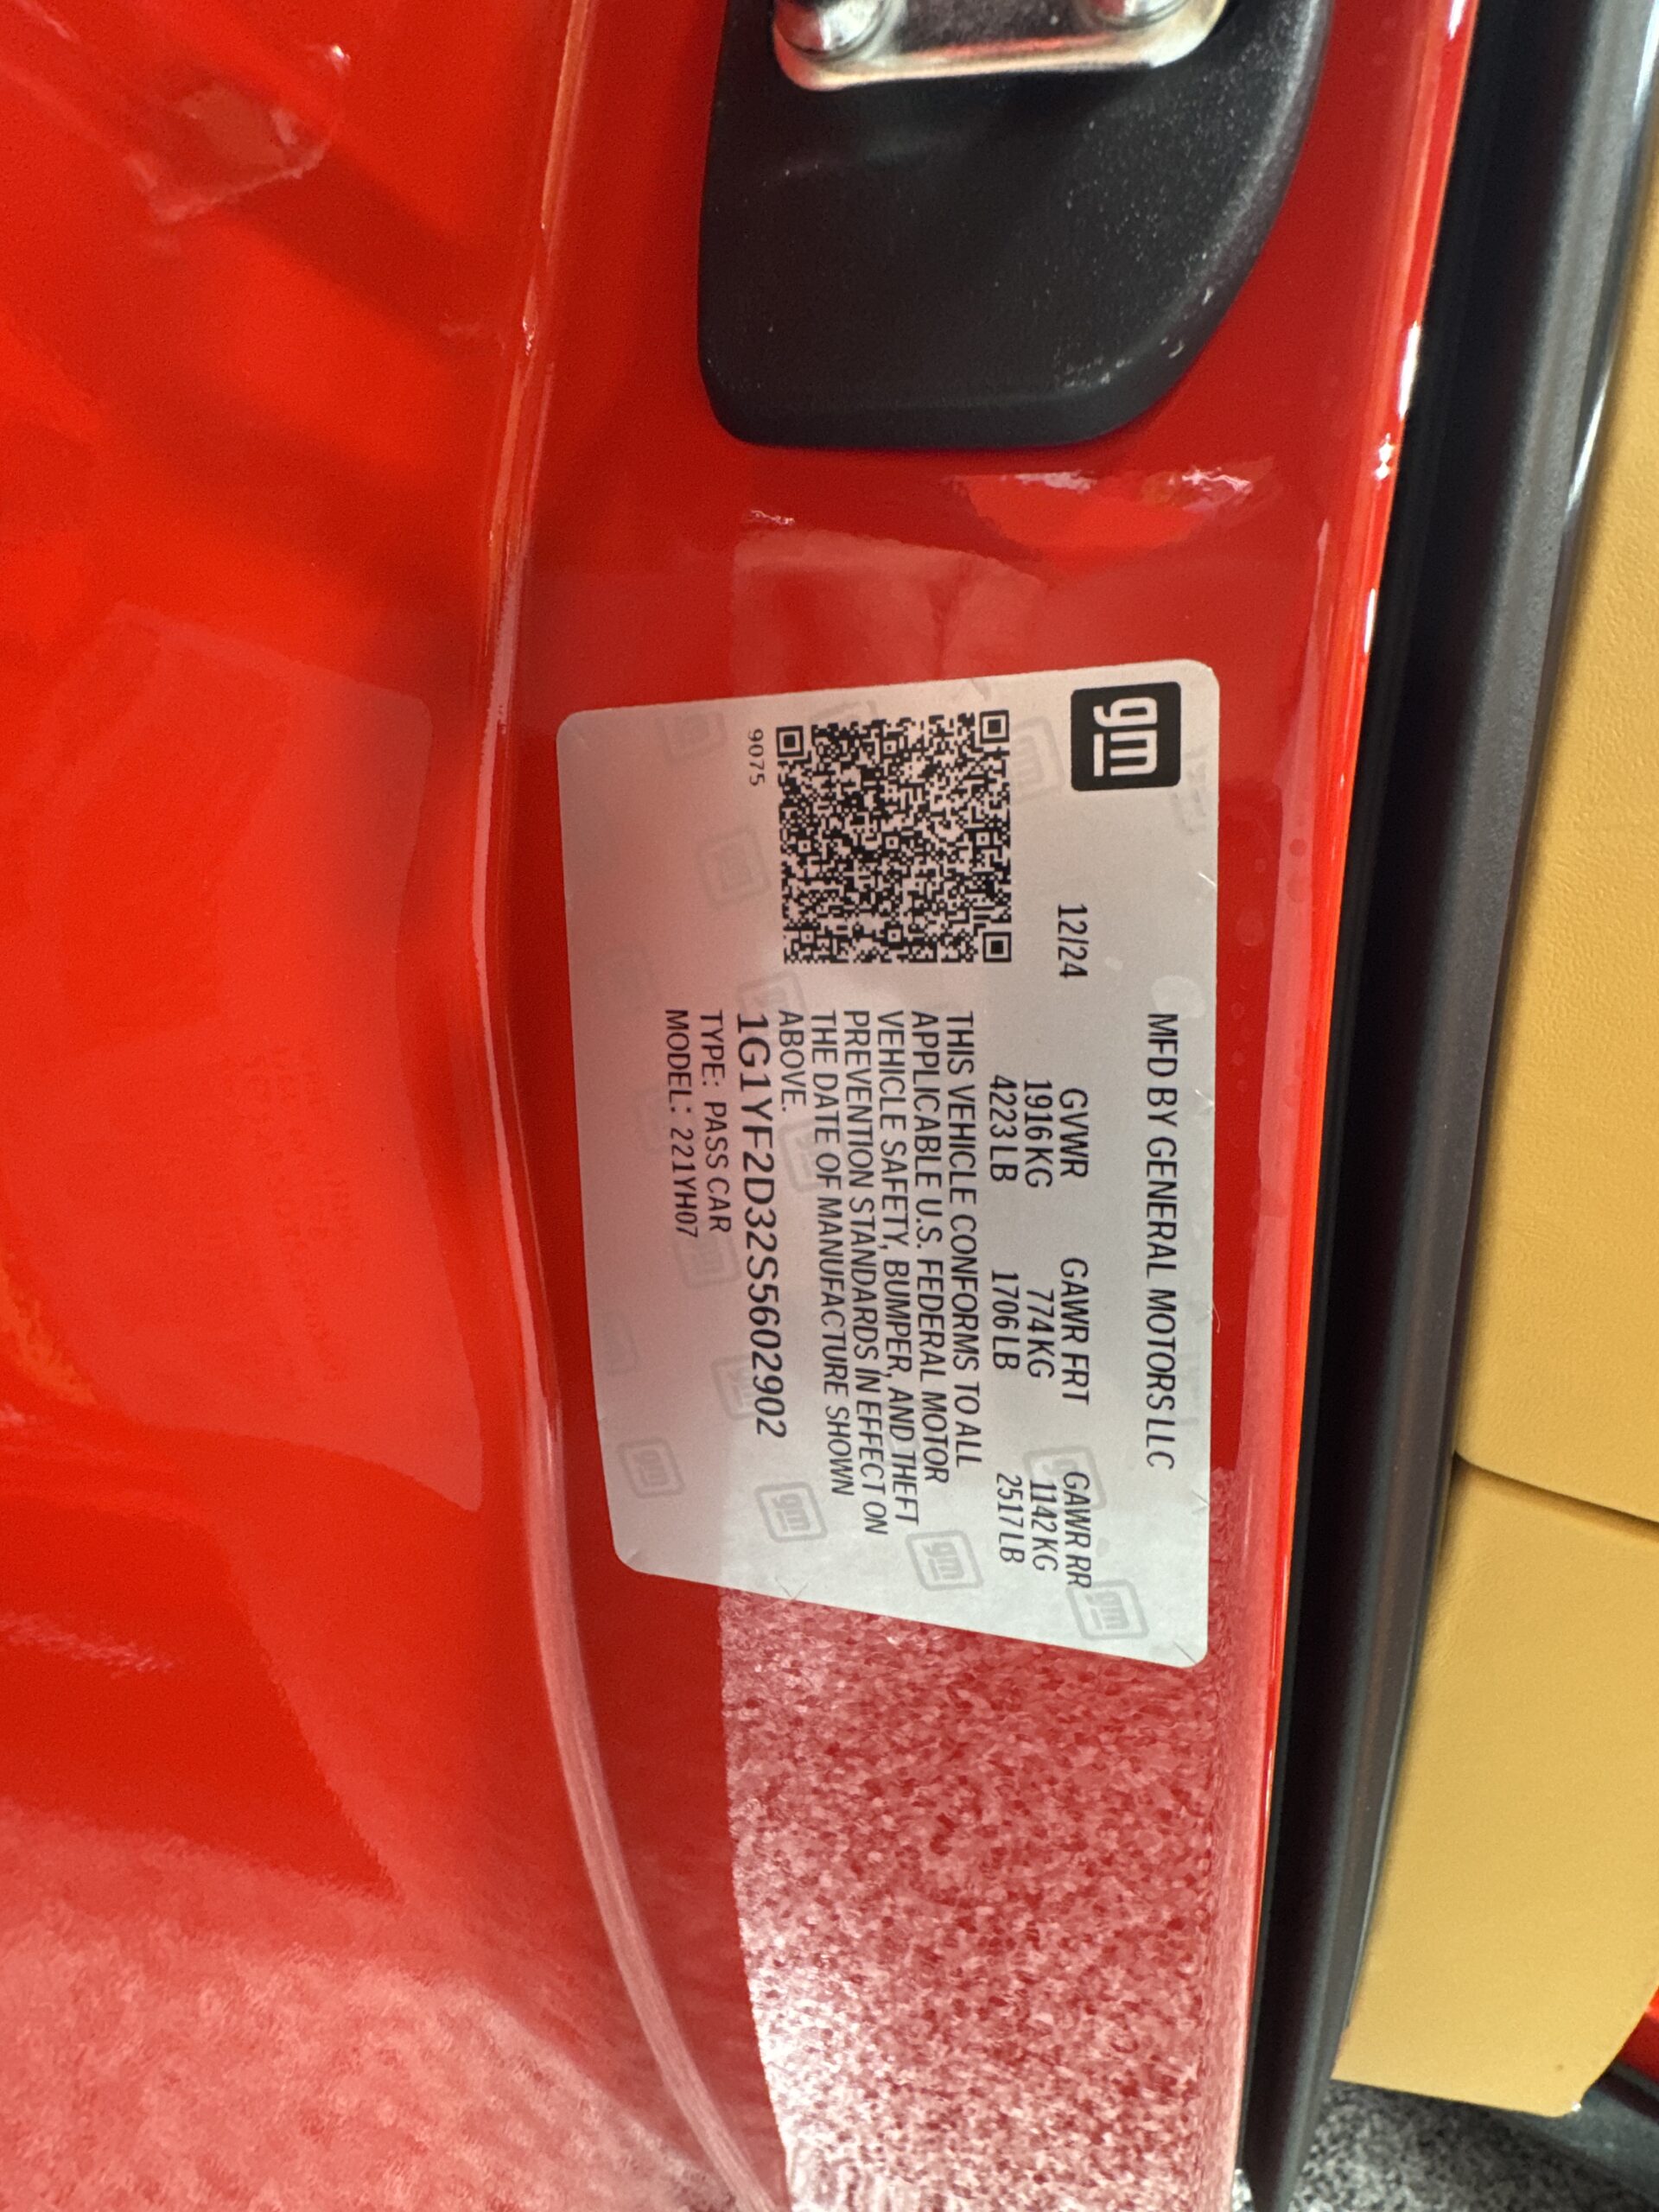 gm
MFD BY GENERAL MOTORS LLC
12/24 GVWR GAWR FRT GAWR RR
1916 KG 774 KG 1142 KG
4223 LB 1706 LB 2517 LB
THIS VEHICLE CONFORMS TO ALL
APPLICABLE U.S. FEDERAL MOTOR
VEHICLE SAFETY, BUMPER, AND THEFT
PREVENTION STANDARDS IN EFFECT ON
THE DATE OF MANUFACTURE SHOWN
ABOVE.
9075
1G1YF2D32S5602902
TYPE: PASS CAR
MODEL: 221YH07